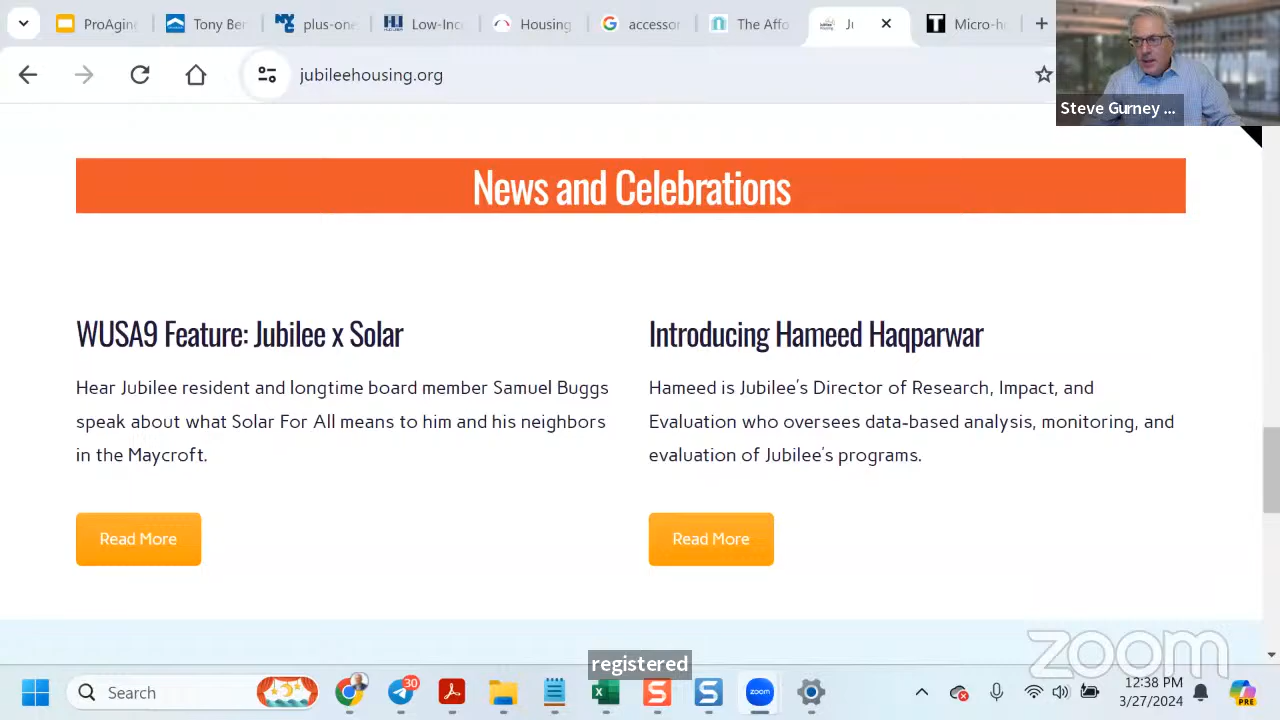 ProAgin
Tony Ber
plus-one
Low-Inc
Housing
accessor
The Affo
Ju
Micro-h
jubileehousing.org
Steve Gurney ...
News and Celebrations
WUSA9 Feature: Jubilee x Solar
Hear Jubilee resident and longtime board member Samuel Buggs
speak about what Solar For All means to him and his neighbors
in the Maycroft.
Read More
Introducing Hameed Haqparwar
Hameed is Jubilee's Director of Research, Impact, and
Evaluation who oversees data-based analysis, monitoring, and
evaluation of Jubilee's programs.
Read More
zoom
registered
Search
30
zoom
12:38 PM
3/27/2024
PRE